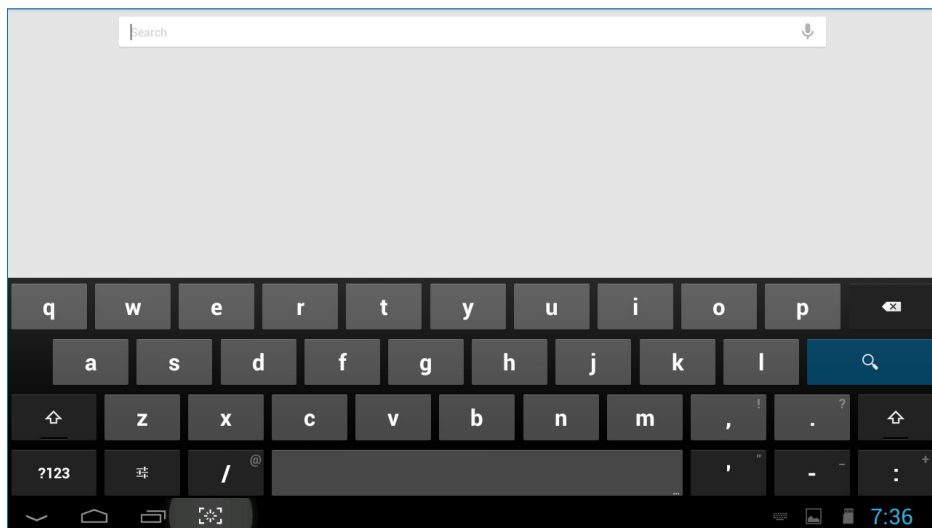 Search
q w e r t y u i o p
a s d f g h j k l
z x c v b n m , ! . ?
?123 / @ ... ' " - _ : +
7:36